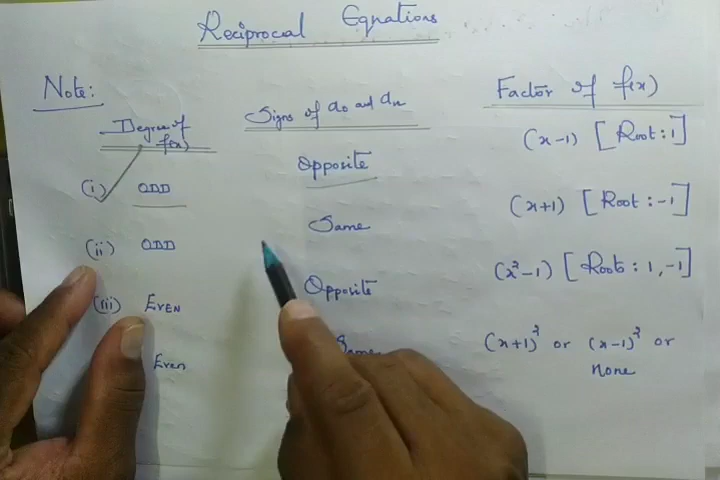 Reciprocal Equations
Note:
Degree of f(x)
Signs of a0 and an
Factor of f(x)
(i) ODD Opposite (x-1) [Root: 1]
(ii) ODD Same (x+1) [Root: -1]
(iii) EVEN Opposite (x²-1) [Roots: 1, -1]
Even Same (x+1)² or (x-1)² or
none